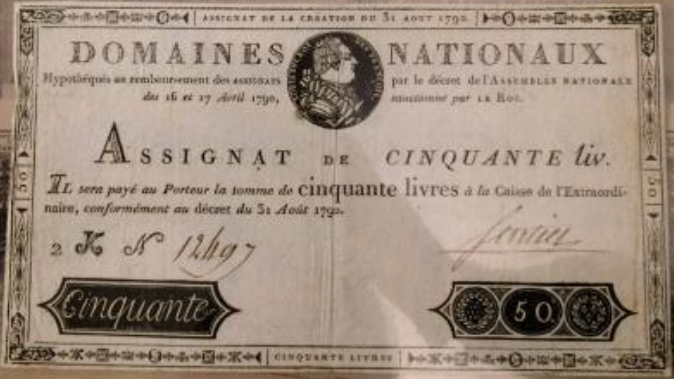 ASSIGNAT DE LA CRÉATION DU 31 AOUT 1792.
DOMAINES NATIONAUX
Hypothéqués au remboursement des ASSIGNATS par le décret de l'ASSEMBLÉE NATIONALE
des 16 et 17 Avril 1790, sanctionné par LE ROI.
ASSIGNAT DE CINQUANTE liv.
IL sera payé au Porteur la somme de cinquante livres à la Caisse de l'Extraordi-
naire, conformément au décret du 31 Août 1792.
2 K N 12497
Cinquante 50
CINQUANTE LIVRES